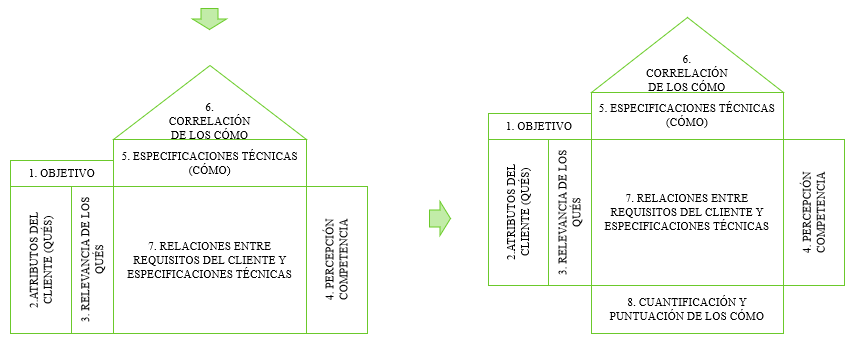 6.
CORRELACIÓN
DE LOS CÓMO
5. ESPECIFICACIONES TÉCNICAS
(CÓMO)
1. OBJETIVO
2.ATRIBUTOS DEL
CLIENTE (QUÉS)
3. RELEVANCIA DE LOS
QUÉS
7. RELACIONES ENTRE
REQUISITOS DEL CLIENTE Y
ESPECIFICACIONES TÉCNICAS
4. PERCEPCIÓN
COMPETENCIA
6.
CORRELACIÓN
DE LOS CÓMO
5. ESPECIFICACIONES TÉCNICAS
(CÓMO)
1. OBJETIVO
2.ATRIBUTOS DEL
CLIENTE (QUÉS)
3. RELEVANCIA DE LOS
QUÉS
7. RELACIONES ENTRE
REQUISITOS DEL CLIENTE Y
ESPECIFICACIONES TÉCNICAS
4. PERCEPCIÓN
COMPETENCIA
8. CUANTIFICACIÓN Y
PUNTUACIÓN DE LOS CÓMO